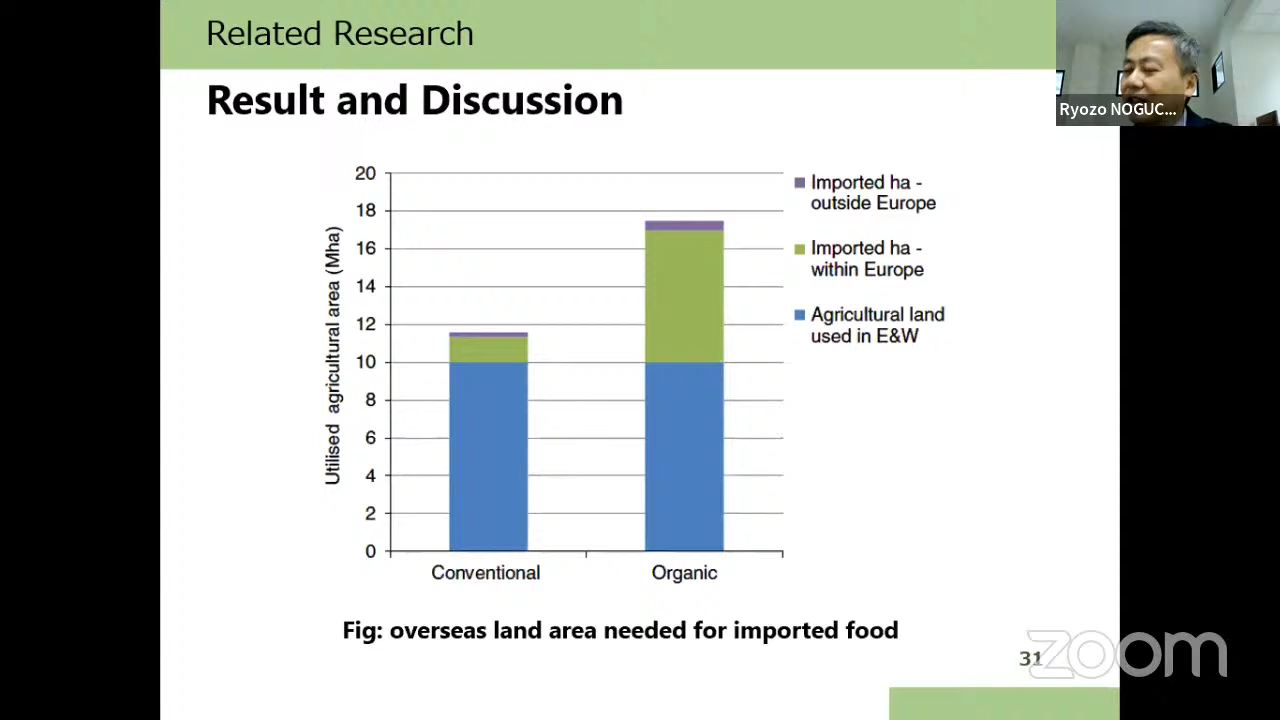 Related Research
Ryozo NOGUC...
Result and Discussion
Utilised agricultural area (Mha)
20
18
16
14
12
10
8
6
4
2
0
Conventional
Organic
Imported ha -
outside Europe
Imported ha -
within Europe
Agricultural land
used in E&W
Fig: overseas land area needed for imported food
31
zoom